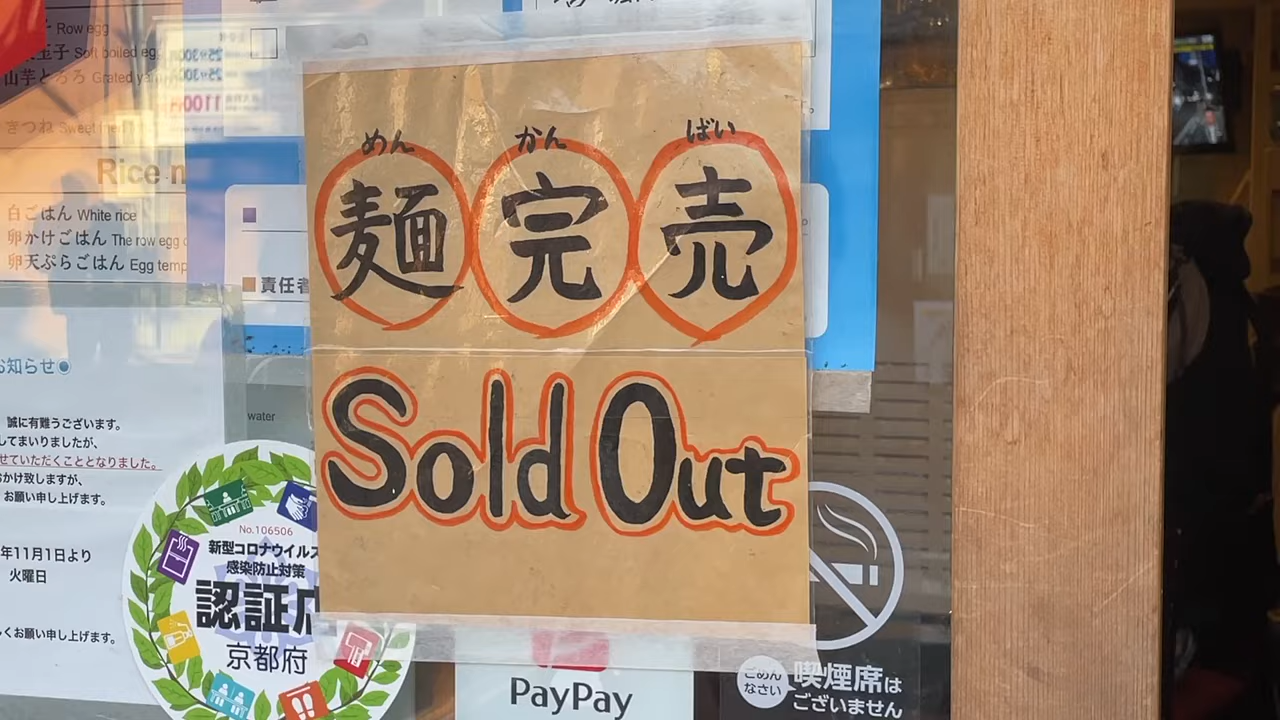 Row egg
玉子 Soft boiled egg
山芋とろろ Grated yam
きつね Sweet
Rice
白ごはん White rice
卵かけごはん The row egg
卵天ぷらごはん Egg temp
1100円
責任者
めん かん ばい
麺完売
Sold Out
water
お知らせ◉
誠に有難うございます。
してまいりましたが、
せていただくこととなりました。
おかけ致しますが、
お願い申し上げます。
年11月1日より
火曜日
くお願い申し上げます。
No.106506
新型コロナウイルス
感染防止対策
認証
京都府
PayPay
ごめん
なさい
喫煙席は
ございません